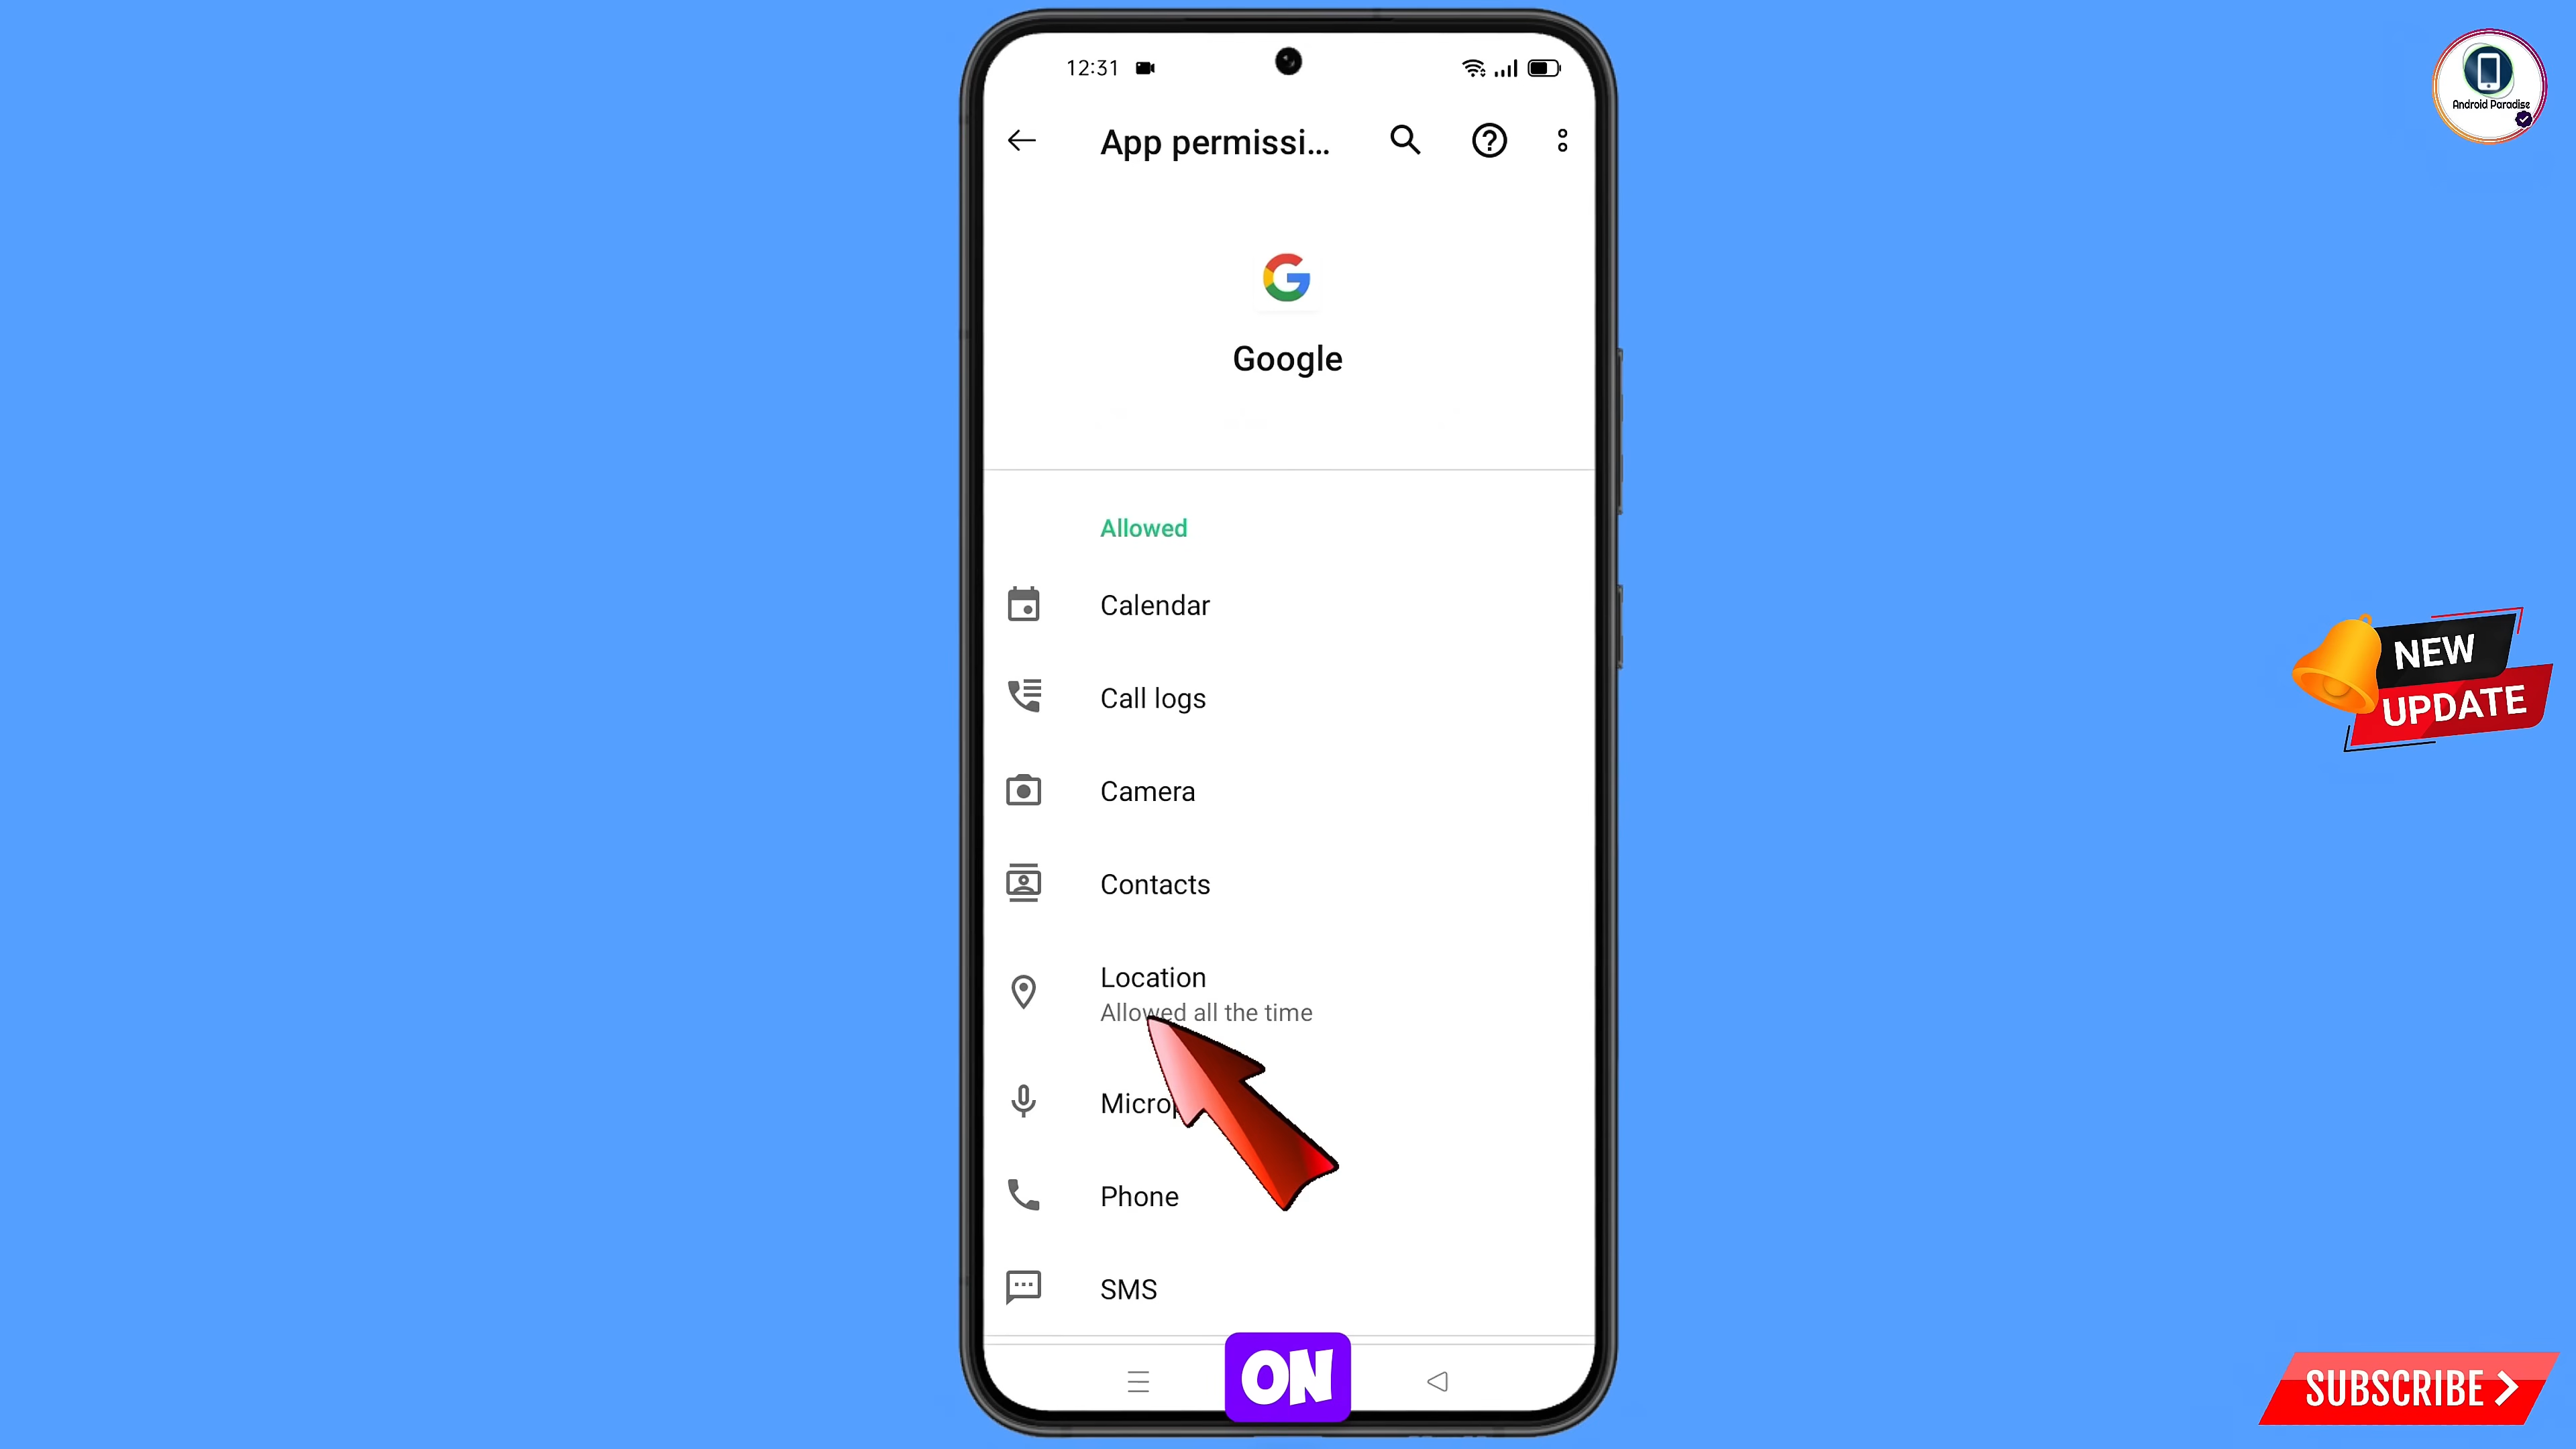 12:31
App permissi...
Google
Allowed
Calendar
Call logs
Camera
Contacts
Location
Allowed all the time
Phone
SMS
ON
Android Paradise
NEW
UPDATE
SUBSCRIBE